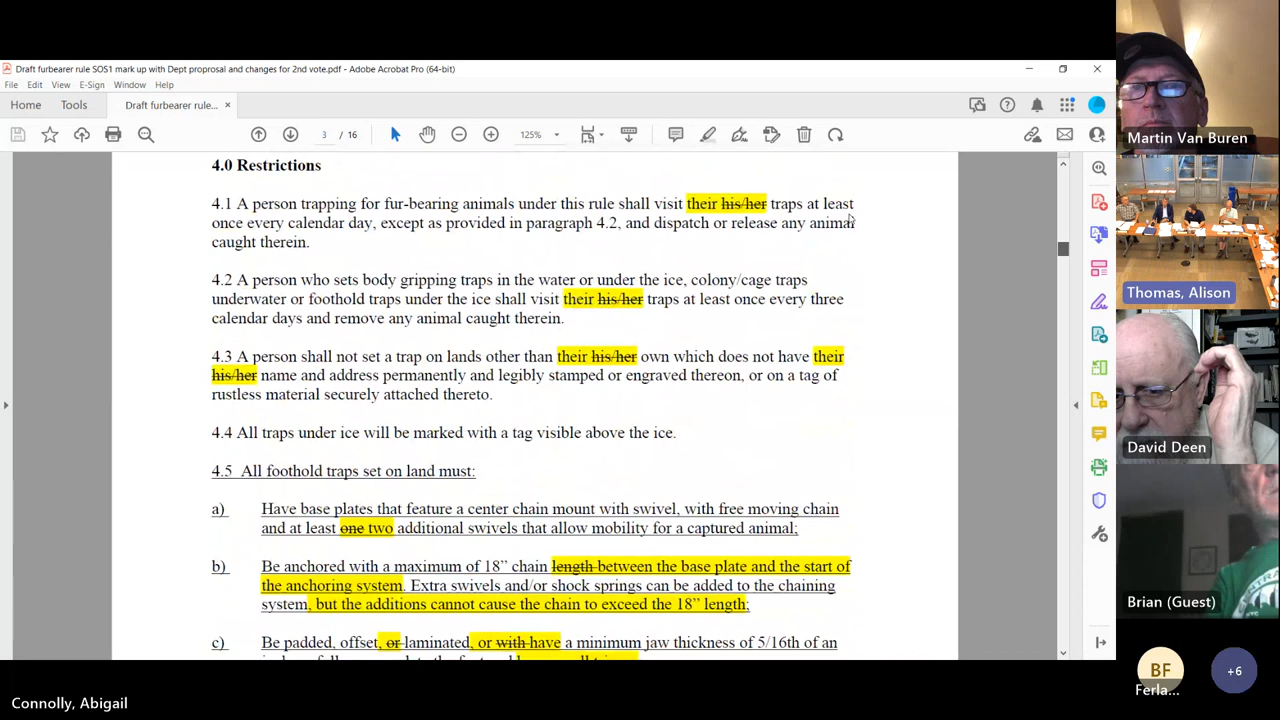 Draft furbearer rule SOS1 mark up with Dept proprosal and changes for 2nd vote.pdf - Adobe Acrobat Pro (64-bit)
File Edit View E-Sign Window Help
Home Tools Draft furbearer rule... ×
3 / 16 125%
4.0 Restrictions
4.1 A person trapping for fur-bearing animals under this rule shall visit their his/her traps at least
once every calendar day, except as provided in paragraph 4.2, and dispatch or release any animal
caught therein.
4.2 A person who sets body gripping traps in the water or under the ice, colony/cage traps
underwater or foothold traps under the ice shall visit their his/her traps at least once every three
calendar days and remove any animal caught therein.
4.3 A person shall not set a trap on lands other than their his/her own which does not have their
his/her name and address permanently and legibly stamped or engraved thereon, or on a tag of
rustless material securely attached thereto.
4.4 All traps under ice will be marked with a tag visible above the ice.
4.5 All foothold traps set on land must:
a) Have base plates that feature a center chain mount with swivel, with free moving chain
and at least one two additional swivels that allow mobility for a captured animal;
b) Be anchored with a maximum of 18” chain length between the base plate and the start of
the anchoring system. Extra swivels and/or shock springs can be added to the chaining
system, but the additions cannot cause the chain to exceed the 18” length;
c) Be padded, offset, or laminated, or with have a minimum jaw thickness of 5/16th of an
Martin Van Buren
Thomas, Alison
David Deen
Brian (Guest)
BF
Ferla...
+6
Connolly, Abigail